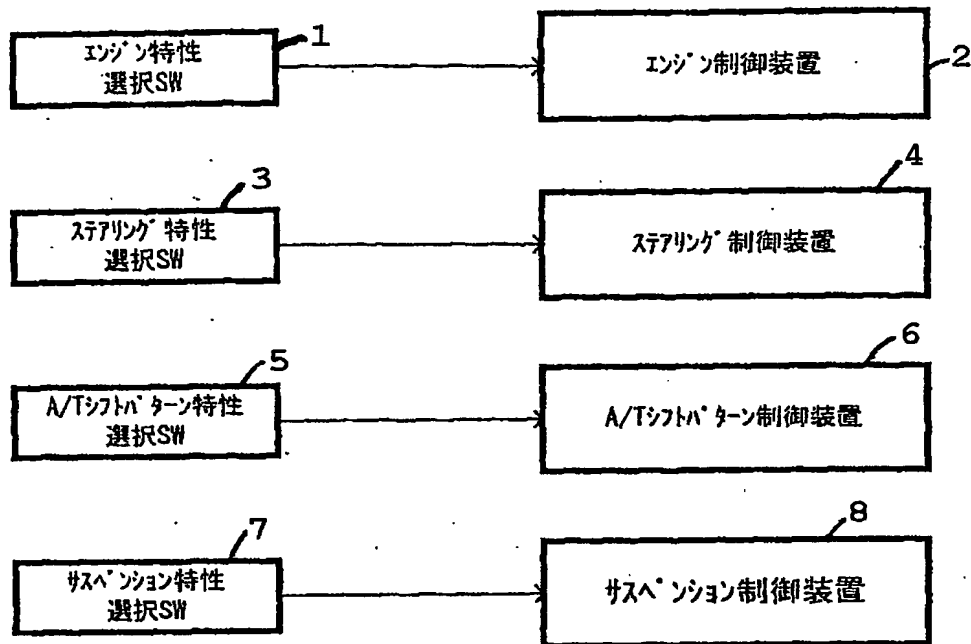 エンジン特性
選択SW
1
エンジン制御装置
2
ステアリング特性
選択SW
3
ステアリング制御装置
4
A/Tシフトパターン特性
選択SW
5
A/Tシフトパターン制御装置
6
サスペンション特性
選択SW
7
サスペンション制御装置
8